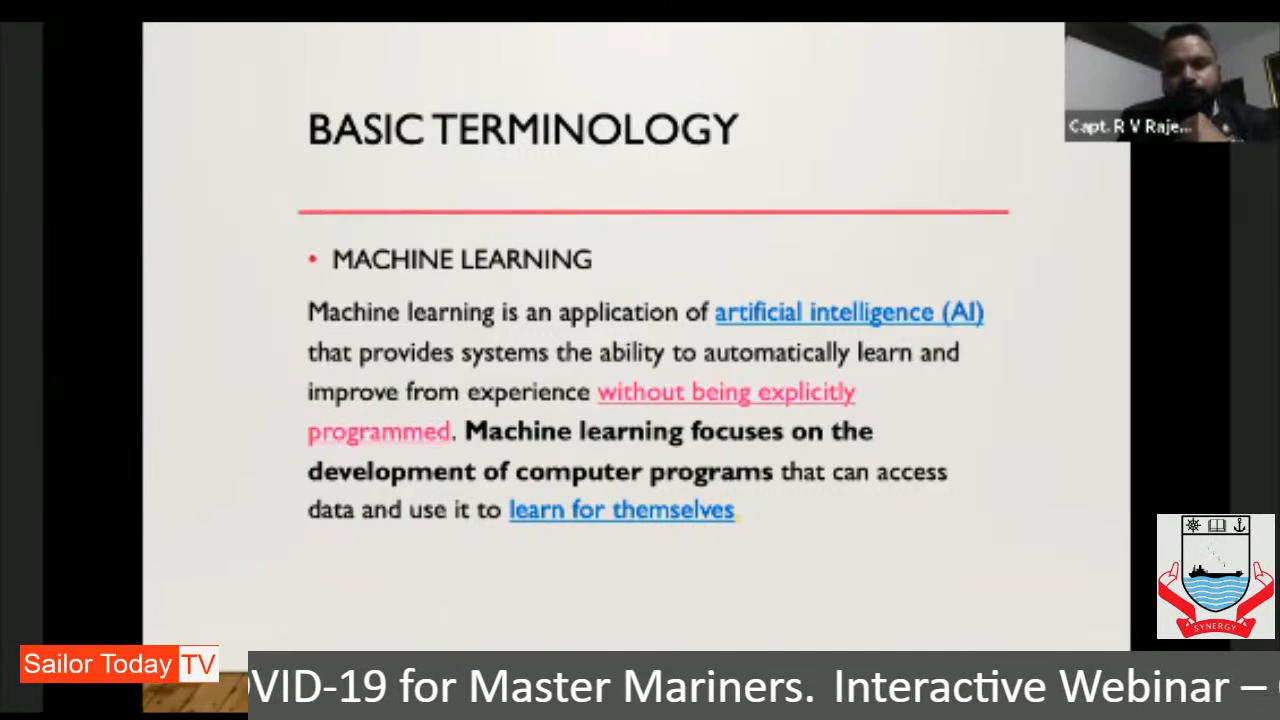 BASIC TERMINOLOGY
Capt. R V Raje...
• MACHINE LEARNING
Machine learning is an application of artificial intelligence (AI)
that provides systems the ability to automatically learn and
improve from experience without being explicitly
programmed. Machine learning focuses on the
development of computer programs that can access
data and use it to learn for themselves.
SYNERGY
Sailor Today TV
VID-19 for Master Mariners. Interactive Webinar –